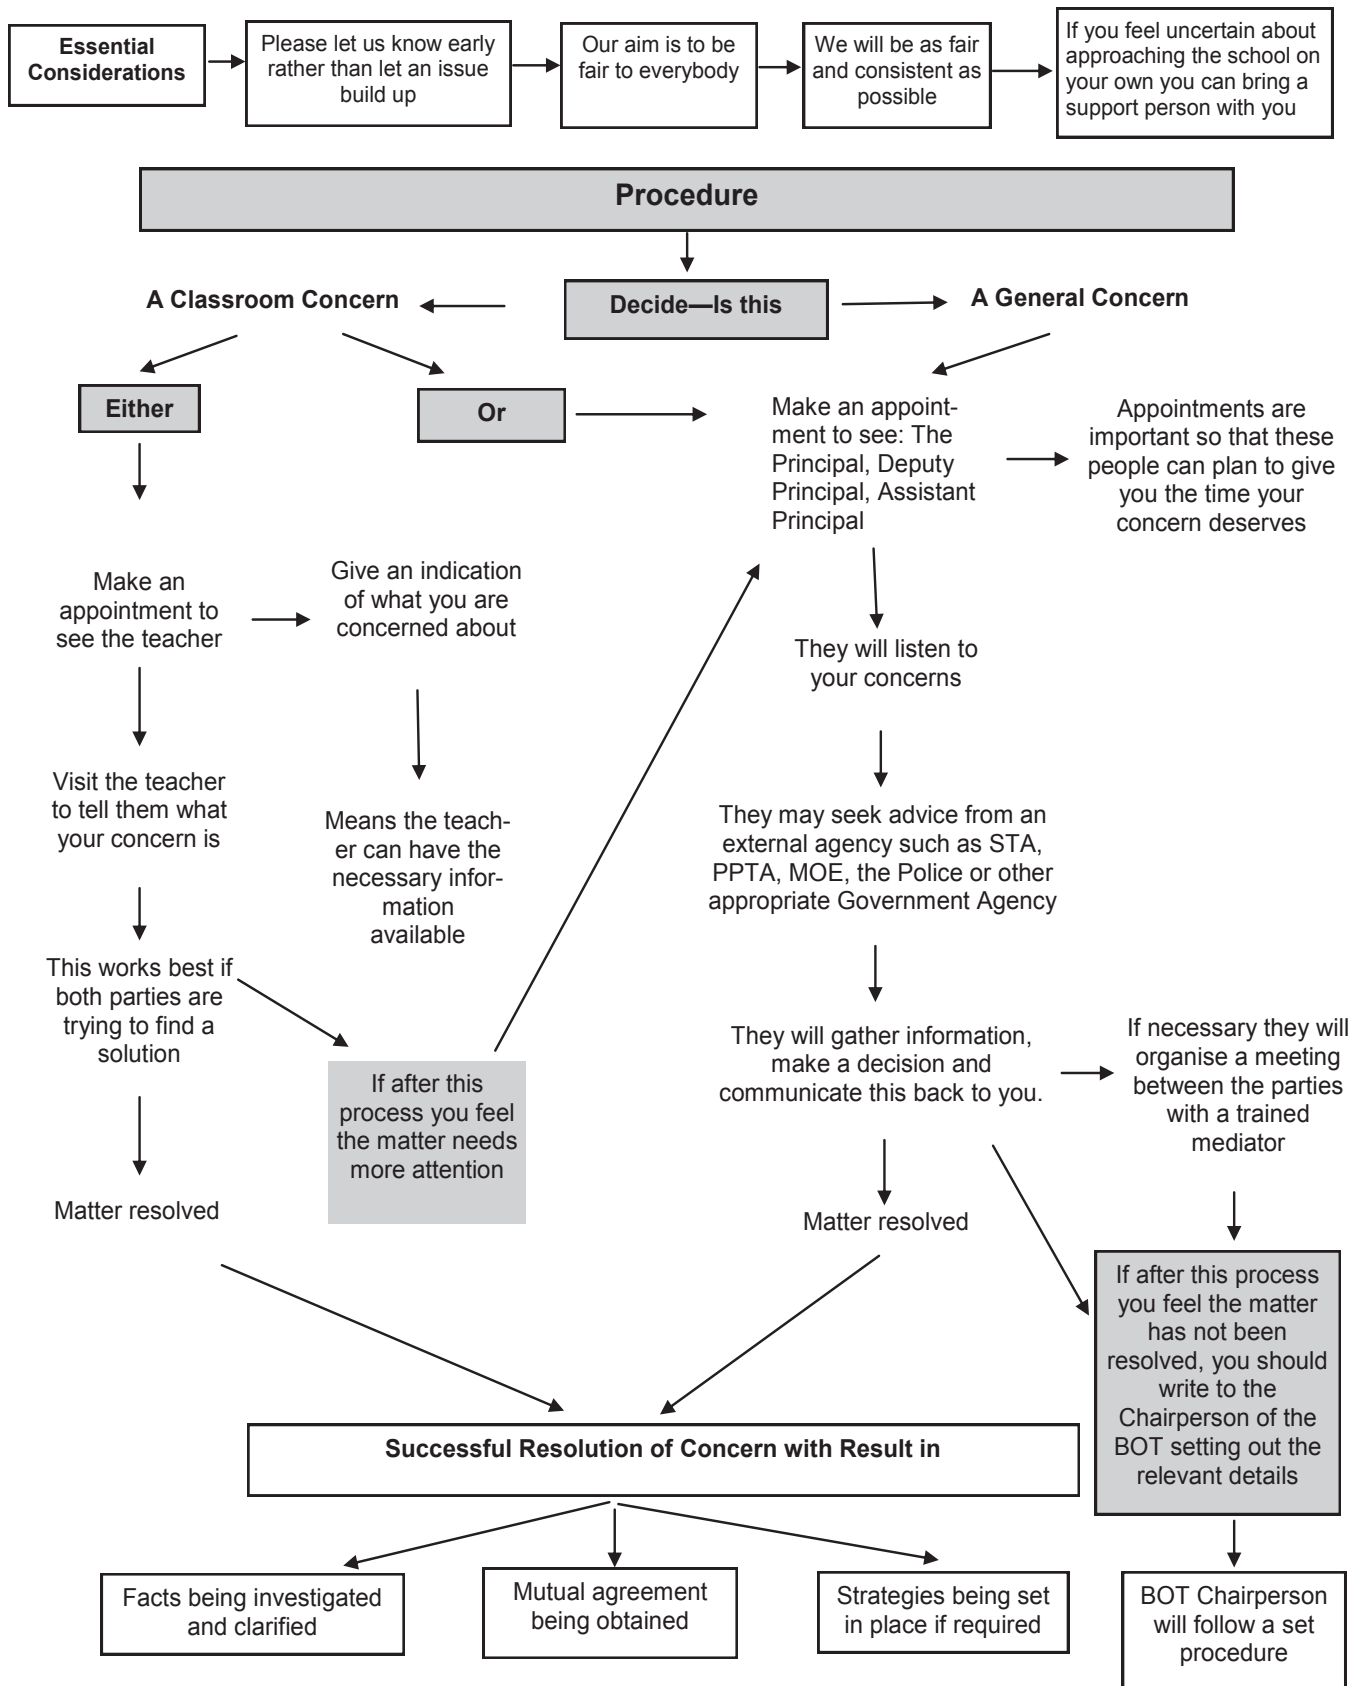 Essential
Considerations
Please let us know early
rather than let an issue
build up
Our aim is to be
fair to everybody
We will be as fair
and consistent as
possible
If you feel uncertain about
approaching the school on
your own you can bring a
support person with you
Procedure
A Classroom Concern
Decide—Is this
A General Concern
Either
Or
Make an appoint-
ment to see: The
Principal, Deputy
Principal, Assistant
Principal
Appointments are
important so that these
people can plan to give
you the time your
concern deserves
Make an
appointment to
see the teacher
Give an indication
of what you are
concerned about
They will listen to
your concerns
Visit the teacher
to tell them what
your concern is
Means the teach-
er can have the
necessary infor-
mation
available
They may seek advice from an
external agency such as STA,
PPTA, MOE, the Police or other
appropriate Government Agency
This works best if
both parties are
trying to find a
solution
If after this
process you feel
the matter needs
more attention
They will gather information,
make a decision and
communicate this back to you.
If necessary they will
organise a meeting
between the parties
with a trained
mediator
Matter resolved
Matter resolved
If after this process
you feel the matter
has not been
resolved, you should
write to the
Chairperson of the
BOT setting out the
relevant details
Successful Resolution of Concern with Result in
Facts being investigated
and clarified
Mutual agreement
being obtained
Strategies being set
in place if required
BOT Chairperson
will follow a set
procedure